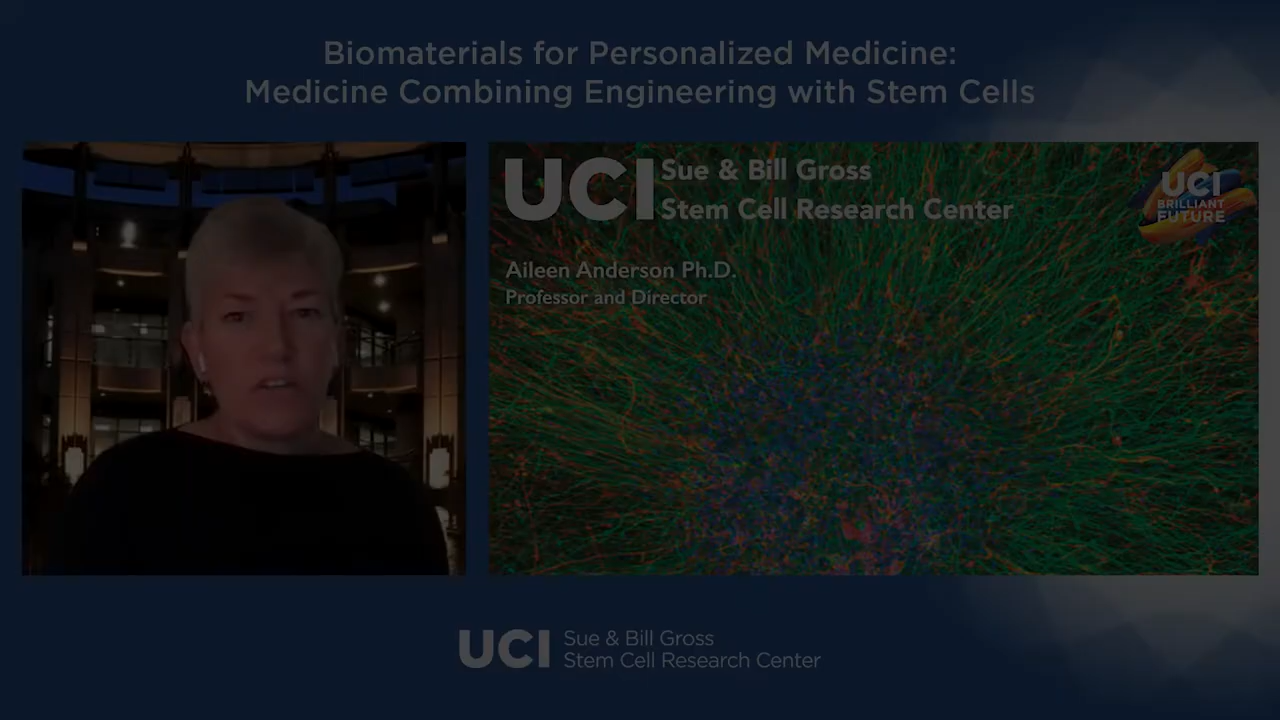 Biomaterials for Personalized Medicine:
Medicine Combining Engineering with Stem Cells
UCI Sue & Bill Gross
Stem Cell Research Center
UCI
BRILLIANT
FUTURE
Aileen Anderson Ph.D.
Professor and Director
UCI Sue & Bill Gross
Stem Cell Research Center